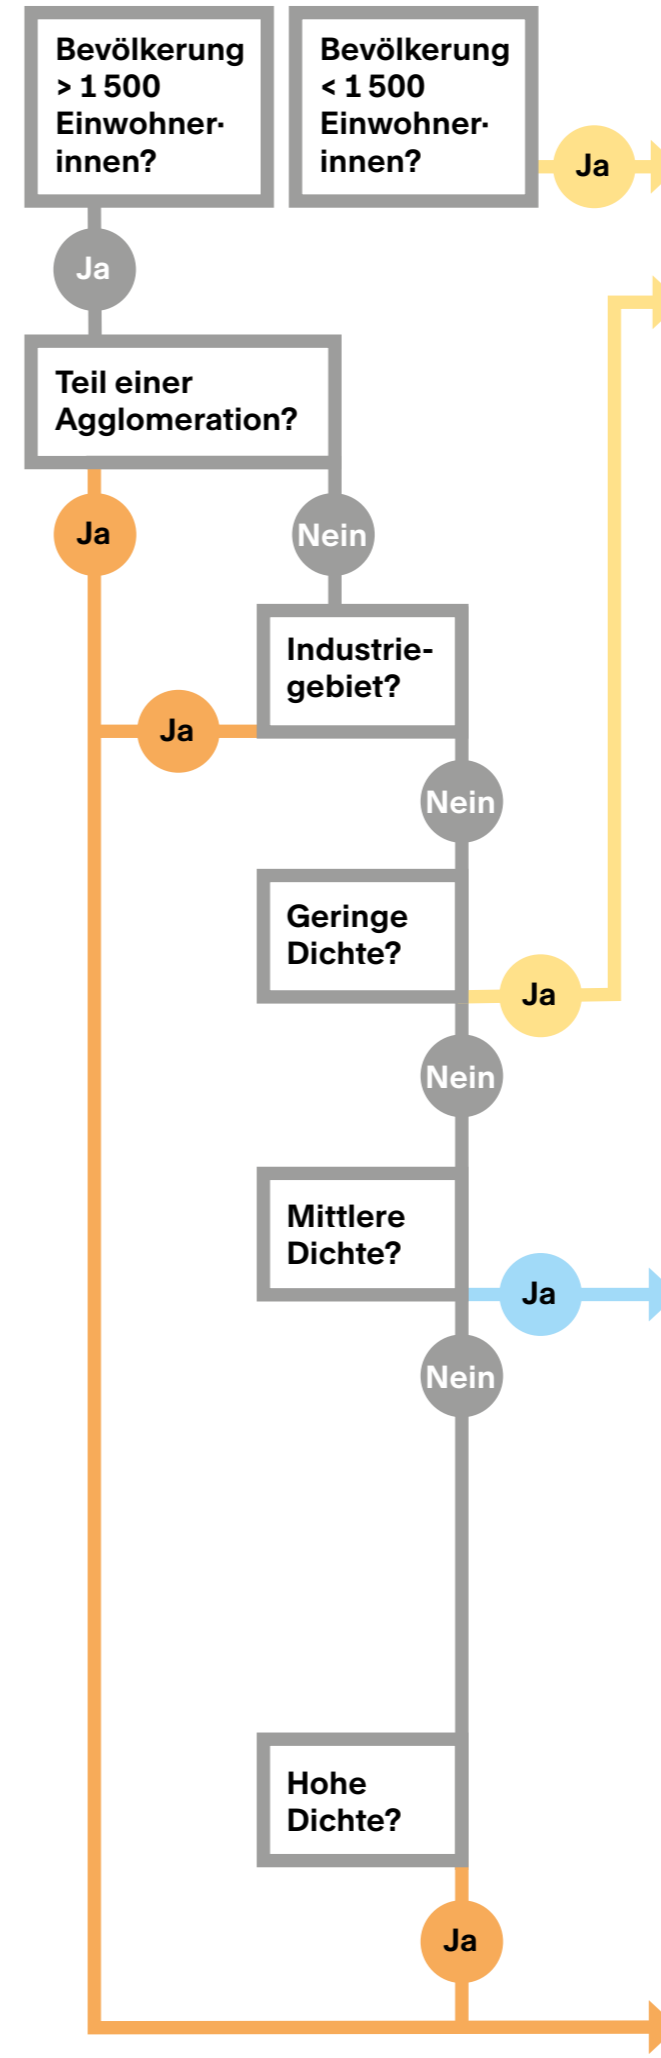 Bevölkerung
> 1 500
Einwohner·
innen?
Bevölkerung
< 1 500
Einwohner·
innen?
Ja
Ja
Teil einer
Agglomeration?
Ja
Nein
Industrie-
gebiet?
Ja
Nein
Geringe
Dichte?
Ja
Nein
Mittlere
Dichte?
Ja
Nein
Hohe
Dichte?
Ja